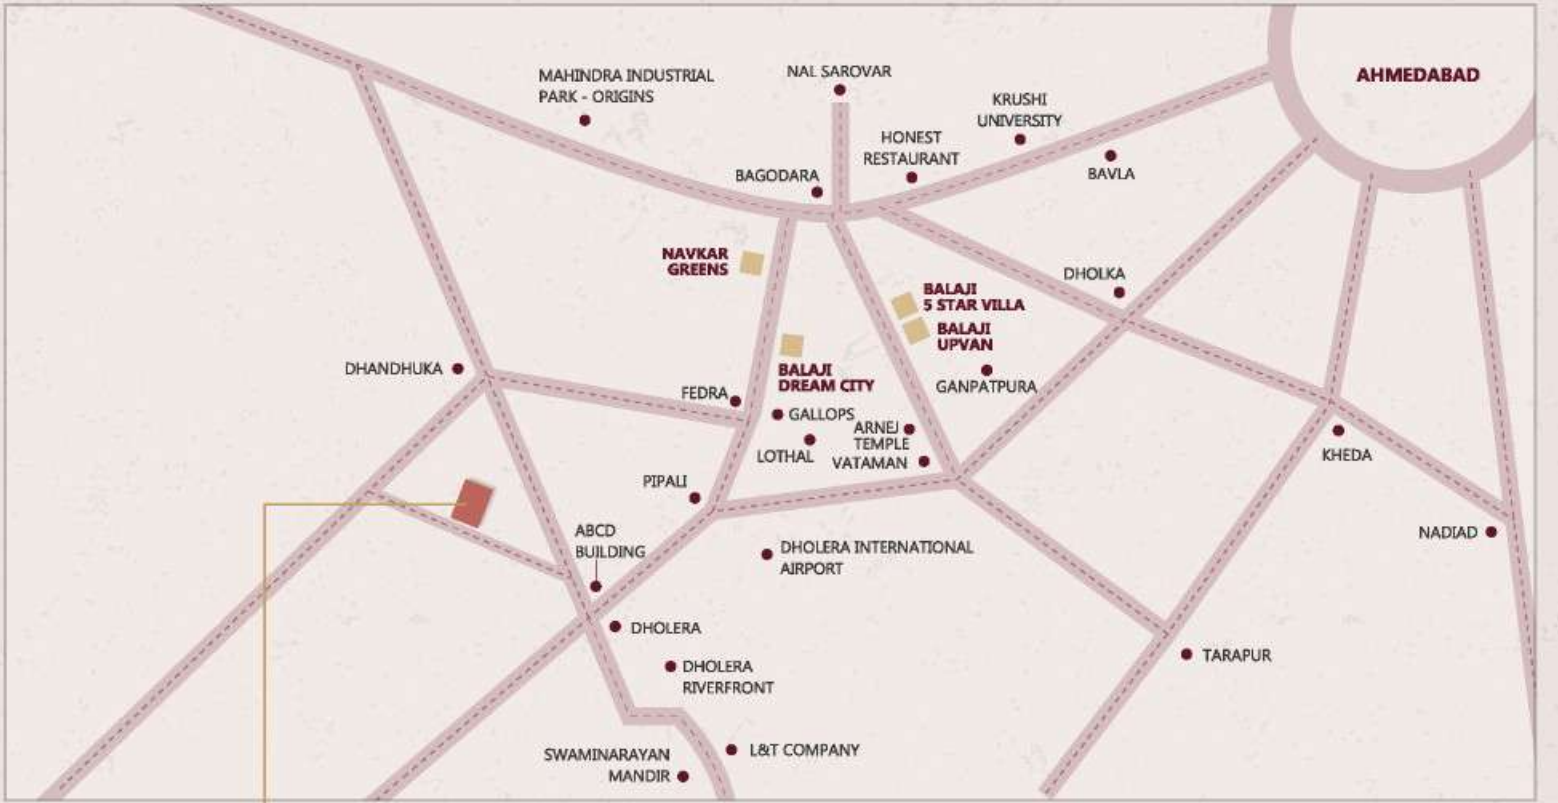 AHMEDABAD
MAHINDRA INDUSTRIAL
PARK - ORIGINS
NAL SAROVAR
KRUSHI
UNIVERSITY
HONEST
RESTAURANT
BAVLA
BAGODARA
NAVKAR
GREENS
DHOLKA
BALAJI
5 STAR VILLA
BALAJI
UPVAN
DHANDHUKA
BALAJI
DREAM CITY
GANPATPURA
FEDRA
GALLOPS
ARNEJ
TEMPLE
LOTHAL
VATAMAN
KHEDA
PIPALI
ABCD
BUILDING
DHOLERA INTERNATIONAL
AIRPORT
NADIAD
DHOLERA
TARAPUR
DHOLERA
RIVERFRONT
SWAMINARAYAN
MANDIR
L&T COMPANY